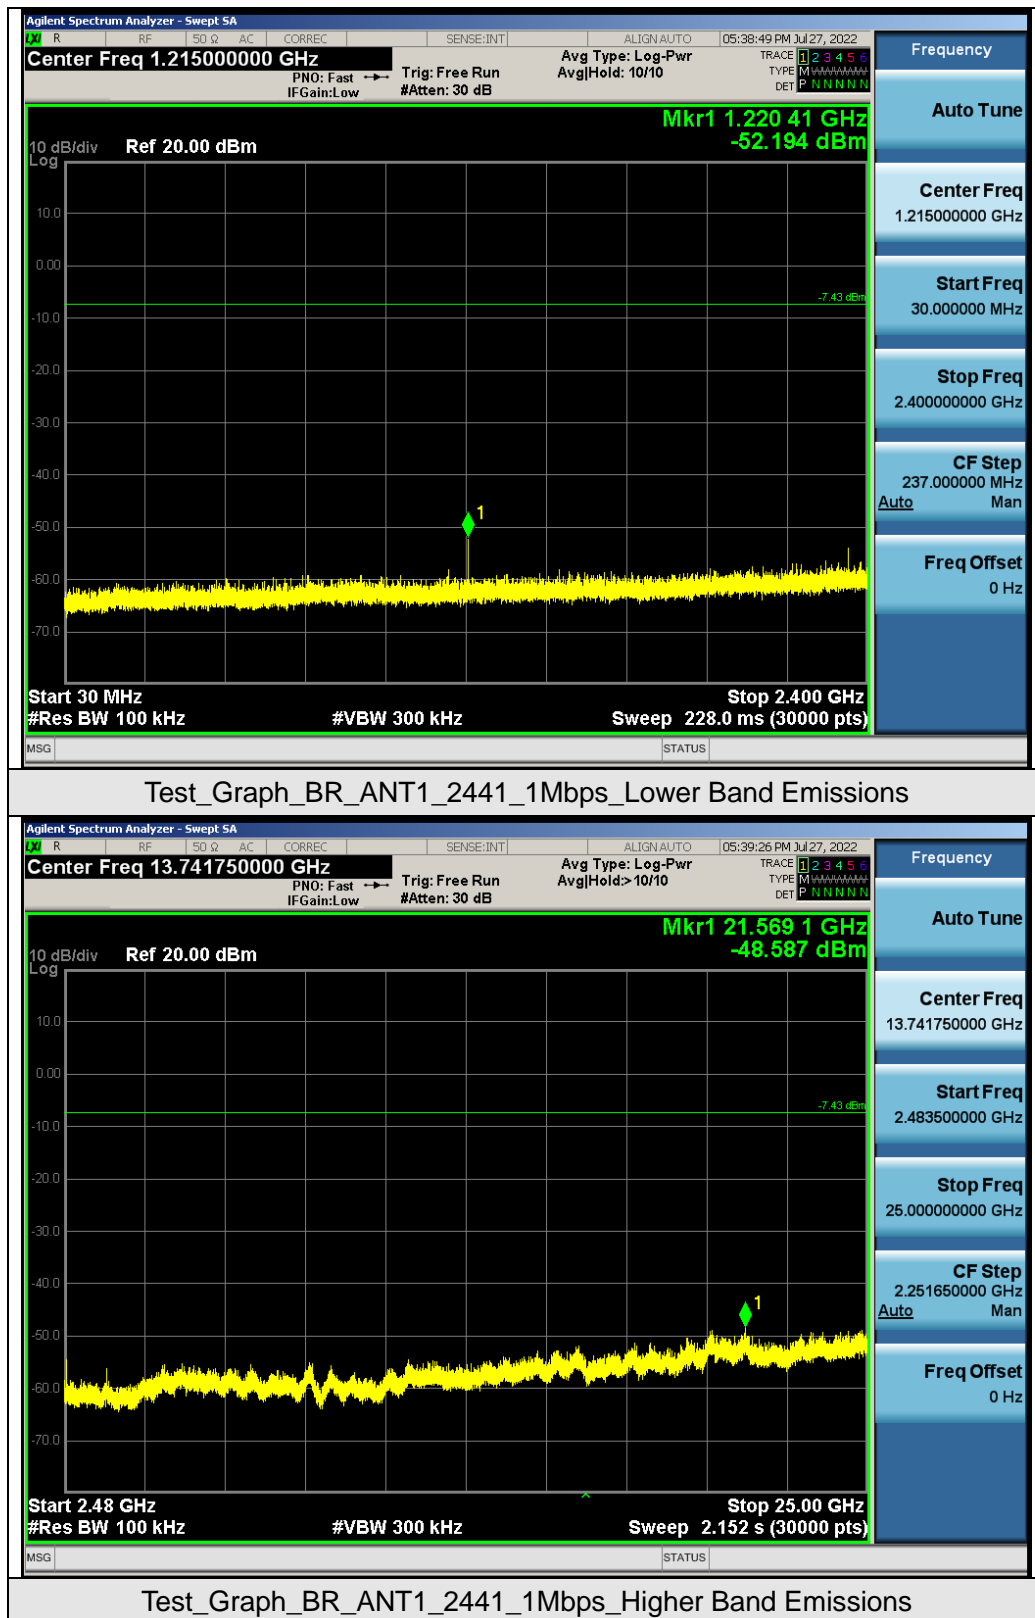 Agilent Spectrum Analyzer - Swept SA
LXI R RF 50 Ω AC CORREC SENSE:INT ALIGN AUTO 05:38:49 PM Jul 27, 2022
Center Freq 1.215000000 GHz
PNO: Fast
IFGain:Low
Trig: Free Run
#Atten: 30 dB
Avg Type: Log-Pwr
Avg|Hold: 10/10
TRACE 1 2 3 4 5 6
TYPE M
DET P N N N N N
Mkr1 1.220 41 GHz
-52.194 dBm
10 dB/div Ref 20.00 dBm
Log
10.0
0.00
-7.43 dBm
-10.0
-20.0
-30.0
-40.0
1
-50.0
-60.0
-70.0
Start 30 MHz Stop 2.400 GHz
#Res BW 100 kHz #VBW 300 kHz Sweep 228.0 ms (30000 pts)
MSG STATUS
Frequency
Auto Tune
Center Freq
1.215000000 GHz
Start Freq
30.000000 MHz
Stop Freq
2.400000000 GHz
CF Step
237.000000 MHz
Auto Man
Freq Offset
0 Hz
Test_Graph_BR_ANT1_2441_1Mbps_Lower Band Emissions
Agilent Spectrum Analyzer - Swept SA
LXI R RF 50 Ω AC CORREC SENSE:INT ALIGN AUTO 05:39:26 PM Jul 27, 2022
Center Freq 13.741750000 GHz
PNO: Fast
IFGain:Low
Trig: Free Run
#Atten: 30 dB
Avg Type: Log-Pwr
Avg|Hold:>10/10
TRACE 1 2 3 4 5 6
TYPE M
DET P N N N N N
Mkr1 21.569 1 GHz
-48.587 dBm
10 dB/div Ref 20.00 dBm
Log
10.0
0.00
-7.43 dBm
-10.0
-20.0
-30.0
-40.0
1
-50.0
-60.0
-70.0
Start 2.48 GHz Stop 25.00 GHz
#Res BW 100 kHz #VBW 300 kHz Sweep 2.152 s (30000 pts)
MSG STATUS
Frequency
Auto Tune
Center Freq
13.741750000 GHz
Start Freq
2.483500000 GHz
Stop Freq
25.000000000 GHz
CF Step
2.251650000 GHz
Auto Man
Freq Offset
0 Hz
Test_Graph_BR_ANT1_2441_1Mbps_Higher Band Emissions